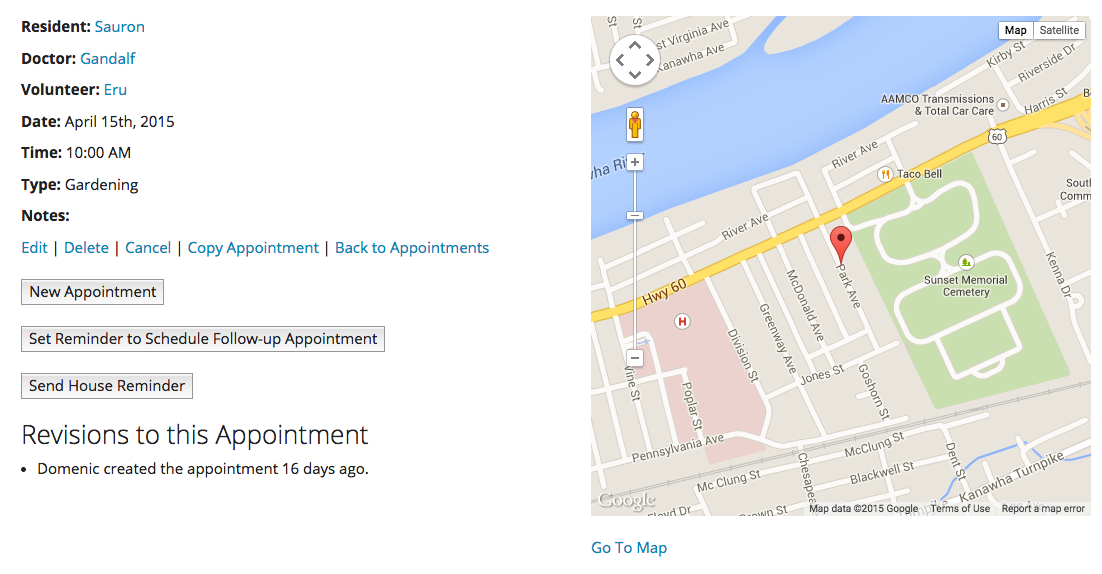 Resident: Sauron
Doctor: Gandalf
Volunteer: Eru
Date: April 15th, 2015
Time: 10:00 AM
Type: Gardening
Notes:
Edit | Delete | Cancel | Copy Appointment | Back to Appointments
New Appointment
Set Reminder to Schedule Follow-up Appointment
Send House Reminder
Revisions to this Appointment
• Domenic created the appointment 16 days ago.
Map Satellite
st Virginia Ave
Kanawha Ave
Kirby St
Riverside Dr
AAMCO Transmissions
& Total Car Care
Harris St
60
River Ave
Taco Bell
South
Comm
River Ave
Park Ave
Sunset Memorial
Cemetery
Kenna Dr
Hwy 60
McDonald Ave
H
Greenway Ave
Division St
Vine St
Jones St
Goshorn St
Poplar St
Pennsylvania Ave
McClung St
Mc Clung St
Blackwell St
Dent St
Kanawha Turnpike
Chesapea
Floyd Dr
Crown St
Google
Map data ©2015 Google Terms of Use Report a map error
Go To Map